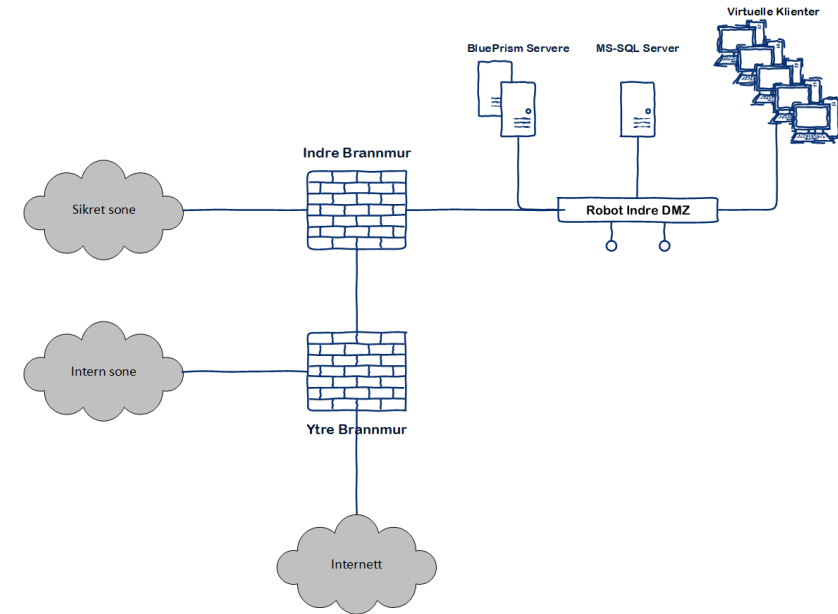 Virtuelle Klienter
BluePrism Servere
MS-SQL Server
Indre Brannmur
Sikret sone
Robot Indre DMZ
Intern sone
Ytre Brannmur
Internett